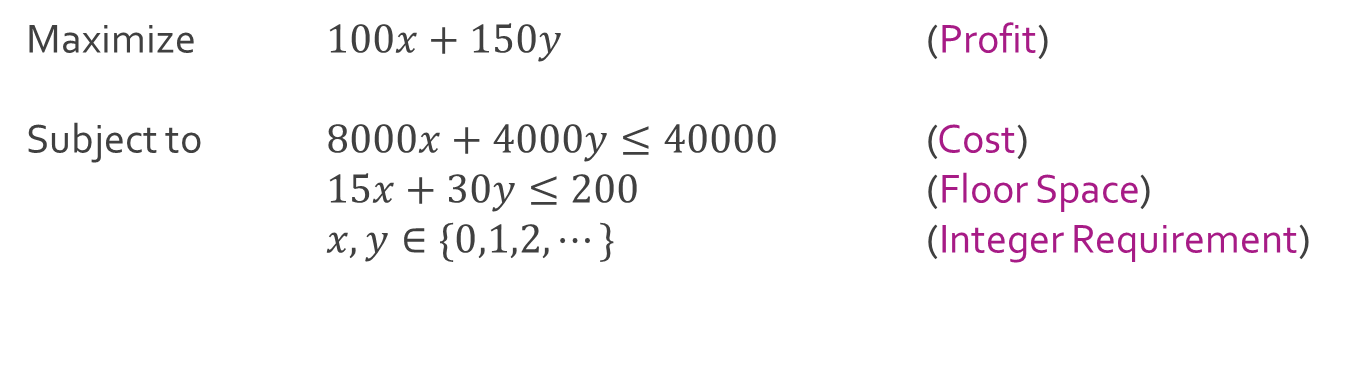 Maximize 100x + 150y (Profit)
Subject to 8000x + 4000y ≤ 40000 (Cost)
15x + 30y ≤ 200 (Floor Space)
x, y ∈ {0,1,2, ⋯ } (Integer Requirement)